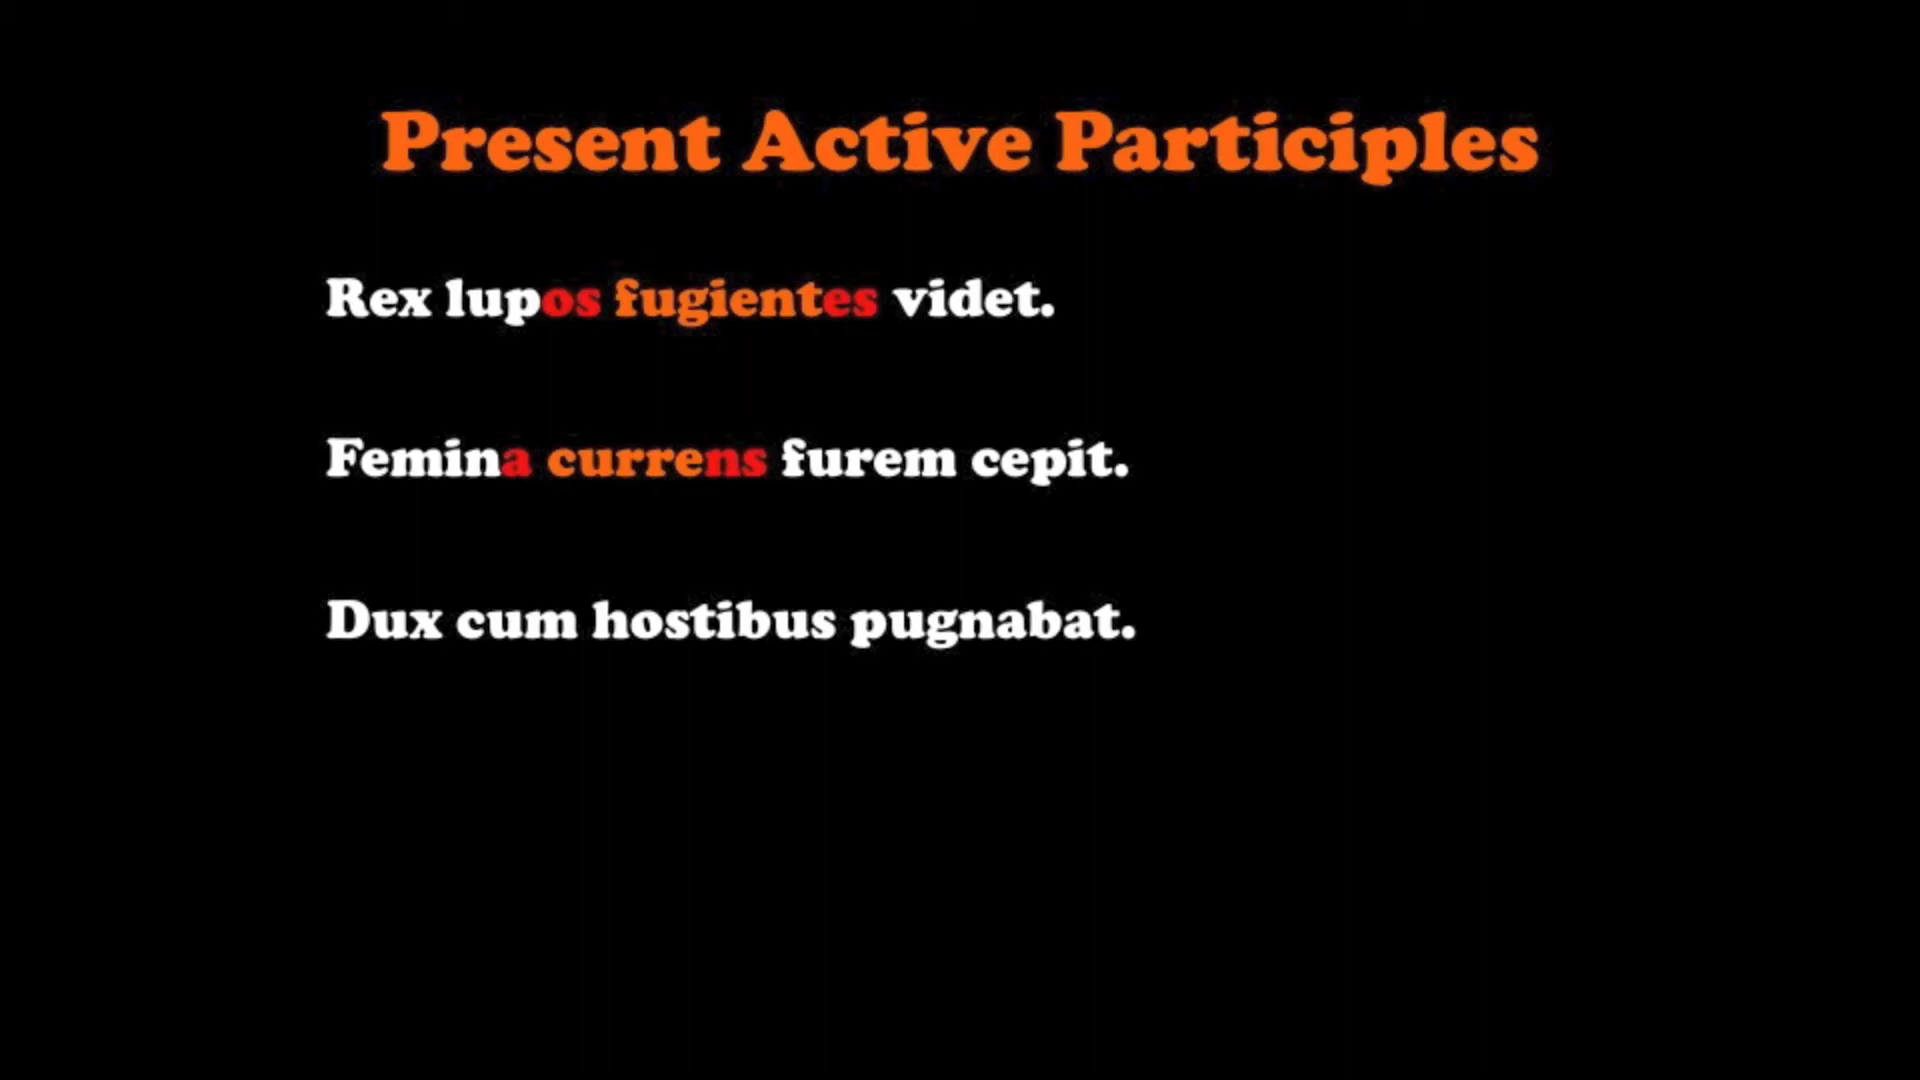 Present Active Participles
Rex lupos fugientes videt.
Femina currens furem cepit.
Dux cum hostibus pugnabat.